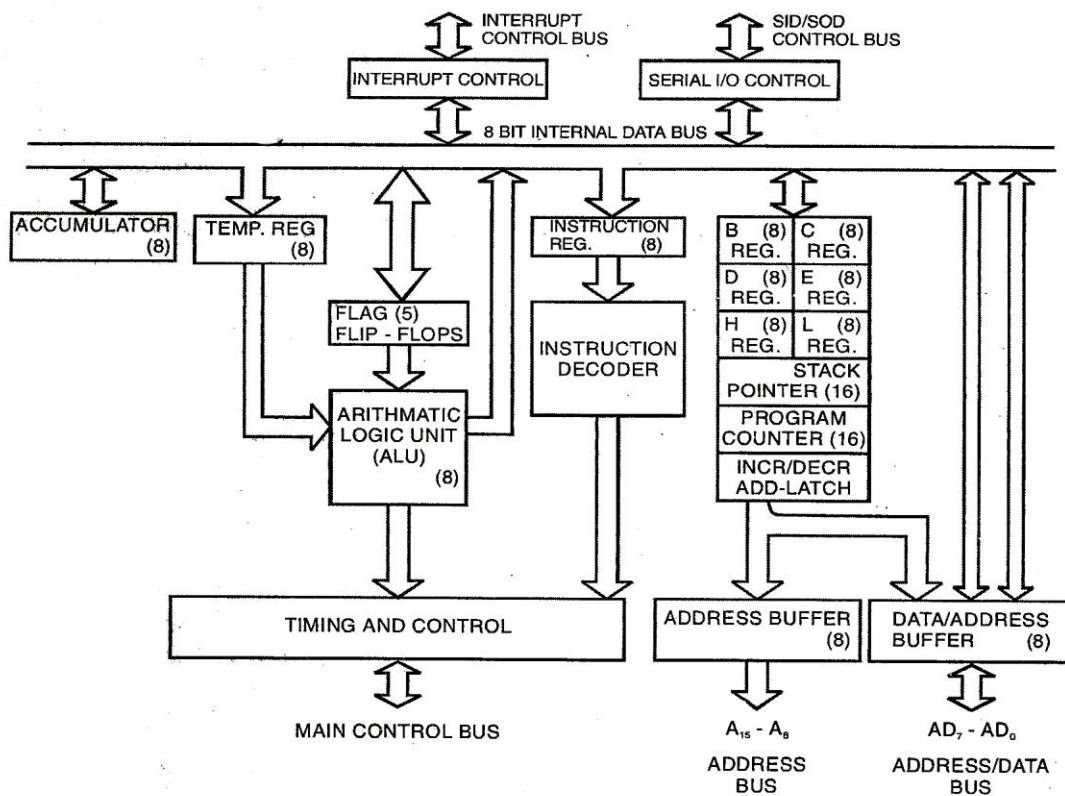 INTERRUPT
CONTROL BUS
SID/SOD
CONTROL BUS
INTERRUPT CONTROL
SERIAL I/O CONTROL
8 BIT INTERNAL DATA BUS
ACCUMULATOR
(8)
TEMP. REG
(8)
INSTRUCTION
REG. (8)
B (8)
REG.
C (8)
REG.
D (8)
REG.
E (8)
REG.
H (8)
REG.
L (8)
REG.
FLAG (5)
FLIP - FLOPS
INSTRUCTION
DECODER
STACK
POINTER (16)
PROGRAM
COUNTER (16)
INCR/DECR
ADD-LATCH
ARITHMATIC
LOGIC UNIT
(ALU)
(8)
TIMING AND CONTROL
ADDRESS BUFFER
(8)
DATA/ADDRESS
BUFFER (8)
MAIN CONTROL BUS
A₁₅ - A₈
ADDRESS
BUS
AD₇ - AD₀
ADDRESS/DATA
BUS